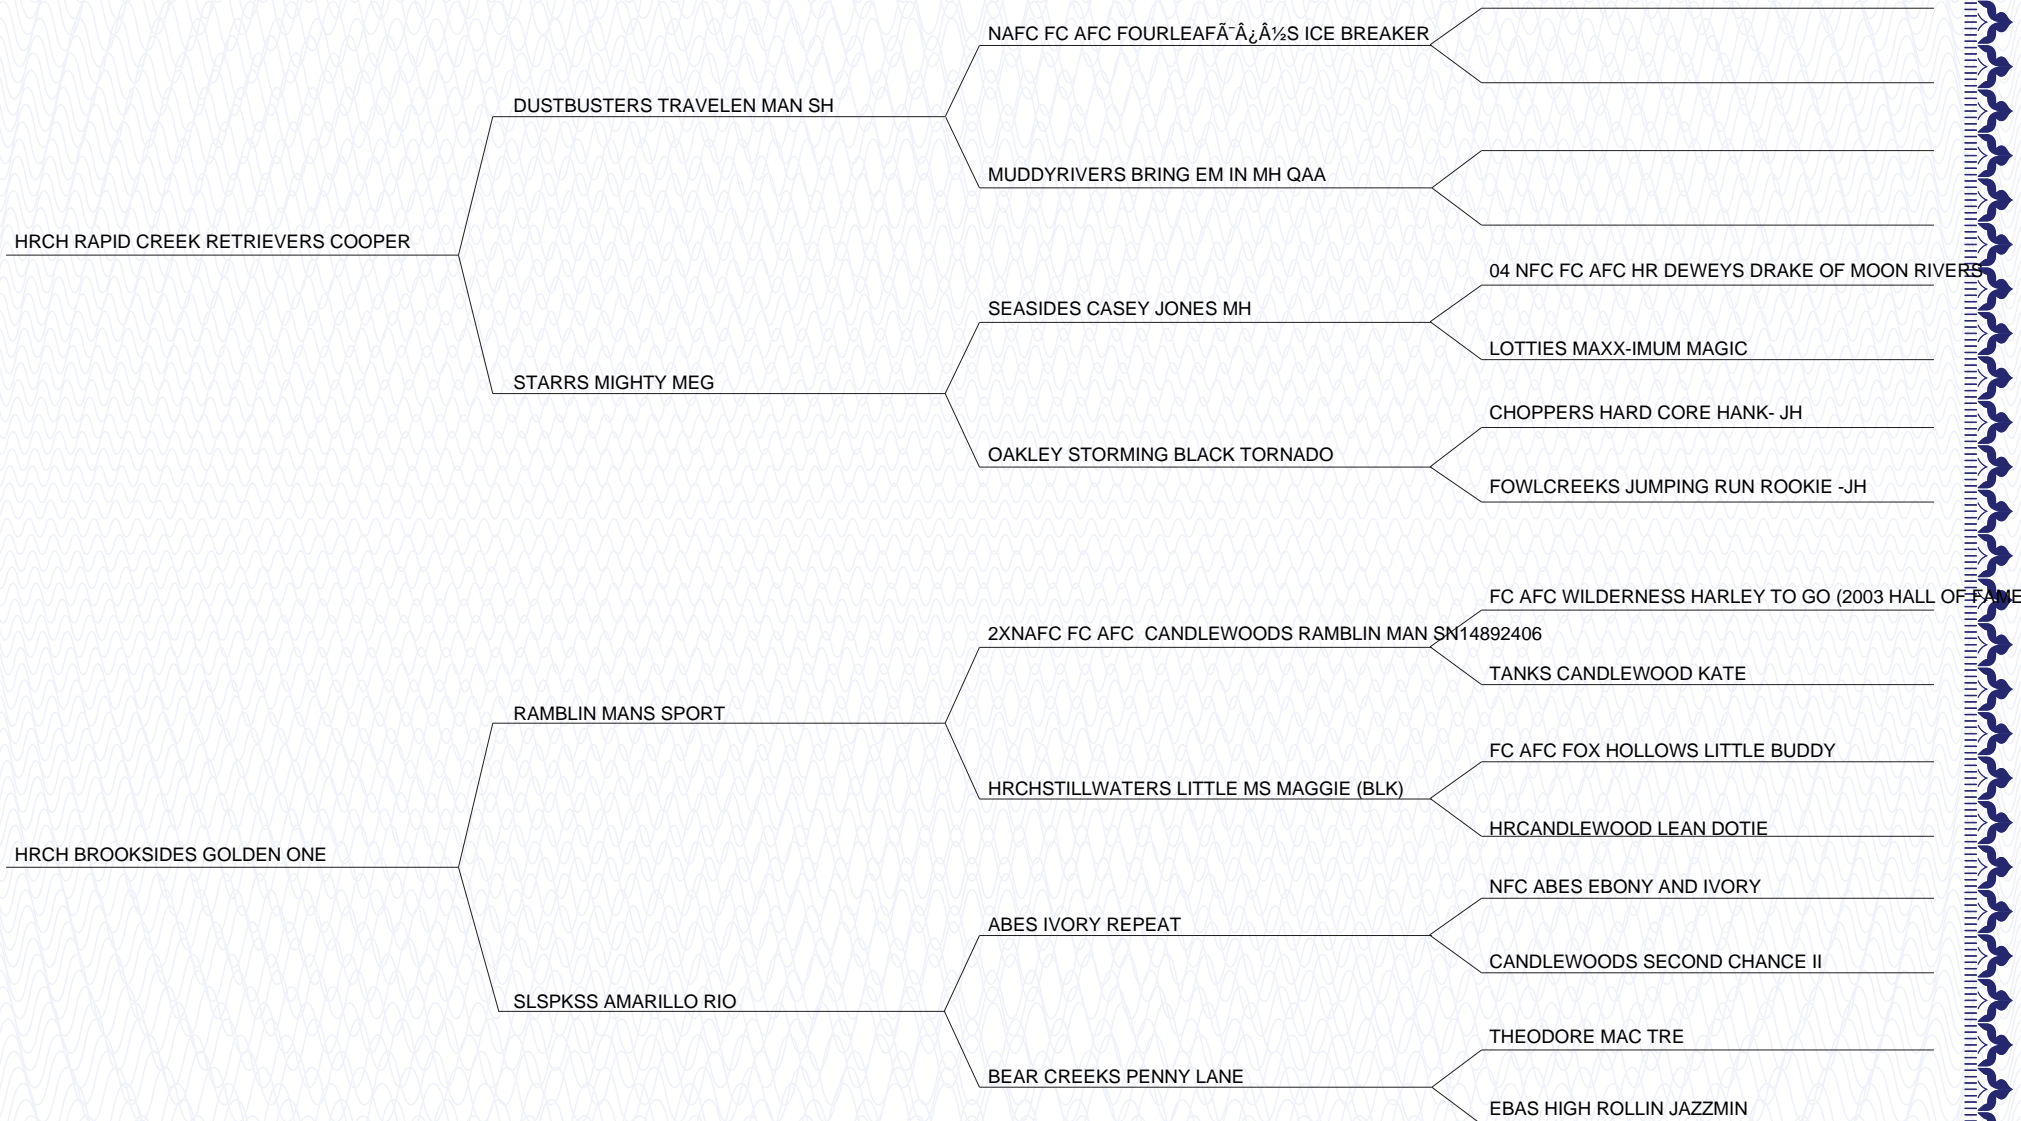 NAFC FC AFC FOURLEAFÃ¯Â¿Â½S ICE BREAKER
DUSTBUSTERS TRAVELEN MAN SH
MUDDYRIVERS BRING EM IN MH QAA
HRCH RAPID CREEK RETRIEVERS COOPER
04 NFC FC AFC HR DEWEYS DRAKE OF MOON RIVERS
SEASIDES CASEY JONES MH
LOTTIES MAXX-IMUM MAGIC
STARRS MIGHTY MEG
CHOPPERS HARD CORE HANK- JH
OAKLEY STORMING BLACK TORNADO
FOWLCREEKS JUMPING RUN ROOKIE -JH
FC AFC WILDERNESS HARLEY TO GO (2003 HALL OF FAME
2XNAFC FC AFC  CANDLEWOODS RAMBLIN MAN SN14892406
TANKS CANDLEWOOD KATE
RAMBLIN MANS SPORT
FC AFC FOX HOLLOWS LITTLE BUDDY
HRCHSTILLWATERS LITTLE MS MAGGIE (BLK)
HRCANDLEWOOD LEAN DOTIE
HRCH BROOKSIDES GOLDEN ONE
NFC ABES EBONY AND IVORY
ABES IVORY REPEAT
CANDLEWOODS SECOND CHANCE II
SLSPKSS AMARILLO RIO
THEODORE MAC TRE
BEAR CREEKS PENNY LANE
EBAS HIGH ROLLIN JAZZMIN